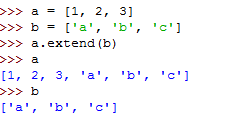 >>> a = [1, 2, 3]
>>> b = ['a', 'b', 'c']
>>> a.extend(b)
>>> a
[1, 2, 3, 'a', 'b', 'c']
>>> b
['a', 'b', 'c']